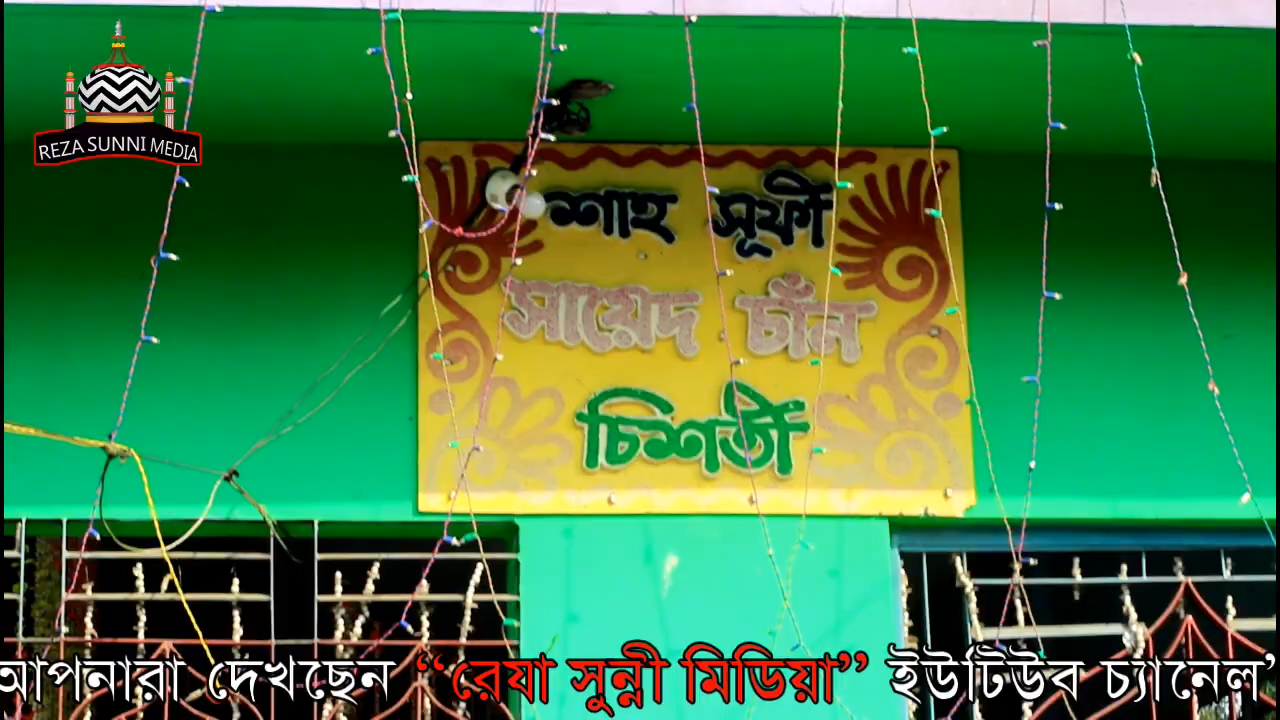 REZA SUNNI MEDIA
শাহ সূফী
সায়েদ চাঁন
চিশতী
আপনারা দেখছেন “রেযা সুন্নী মিডিয়া” ইউটিউব চ্যানেল’